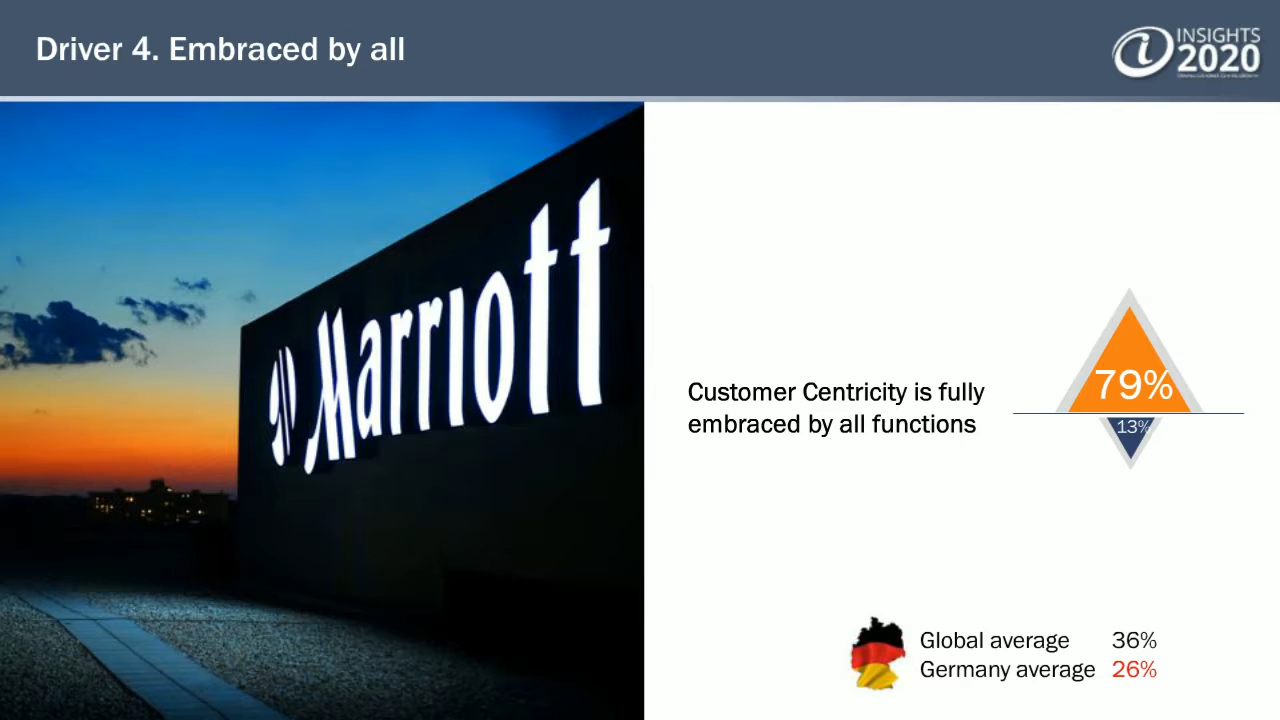 Driver 4. Embraced by all
INSIGHTS
2020
Marriott
Customer Centricity is fully
embraced by all functions
79%
13%
Global average 36%
Germany average 26%